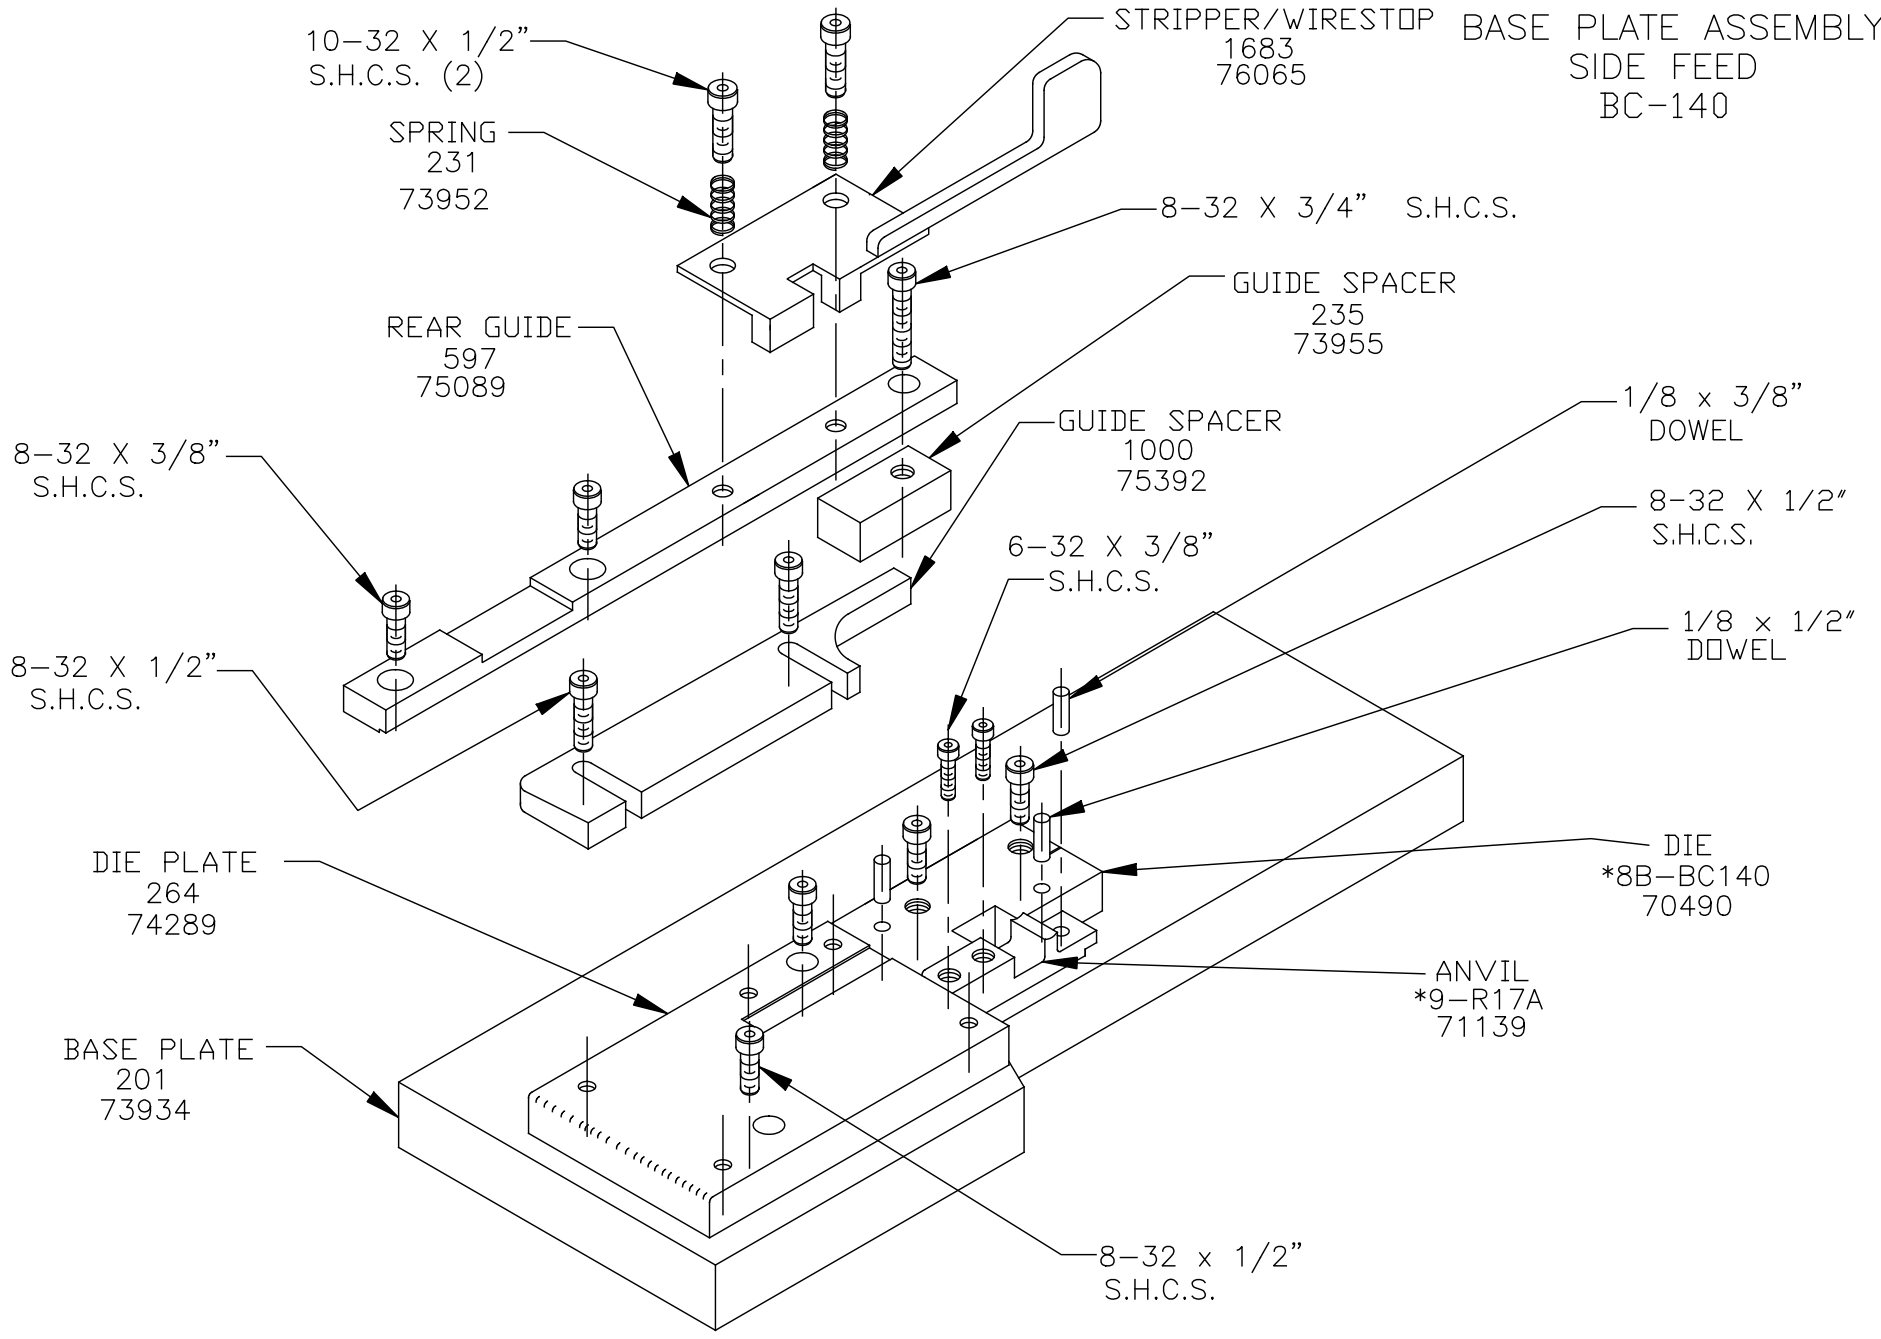 BASE PLATE ASSEMBLY
SIDE FEED
BC-140
STRIPPER/WIRESTOP
1683
76065
10-32 X 1/2”
S.H.C.S. (2)
SPRING
231
73952
8-32 X 3/4” S.H.C.S.
GUIDE SPACER
235
73955
REAR GUIDE
597
75089
GUIDE SPACER
1000
75392
1/8 x 3/8”
DOWEL
8-32 X 3/8”
S.H.C.S.
8-32 X 1/2"
S.H.C.S.
6-32 X 3/8”
S.H.C.S.
1/8 x 1/2"
DOWEL
8-32 X 1/2”
S.H.C.S.
DIE PLATE
264
74289
DIE
*8B-BC140
70490
ANVIL
*9-R17A
71139
BASE PLATE
201
73934
8-32 x 1/2”
S.H.C.S.